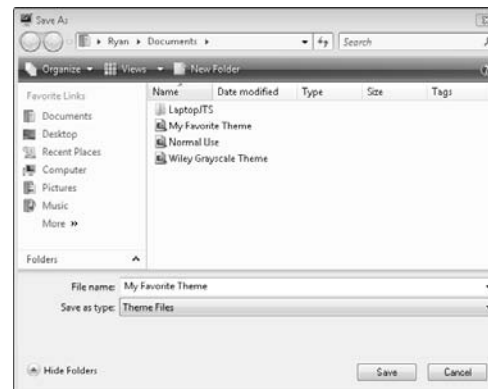 Save As
Ryan ▸ Documents ▸
Search
Organize Views New Folder
Favorite Links
Name Date modified Type Size Tags
Documents
Desktop
Recent Places
Computer
Pictures
Music
More »
LaptopJTS
My Favorite Theme
Normal Use
Wiley Grayscale Theme
Folders
File name: My Favorite Theme
Save as type: Theme Files
Hide Folders
Save Cancel